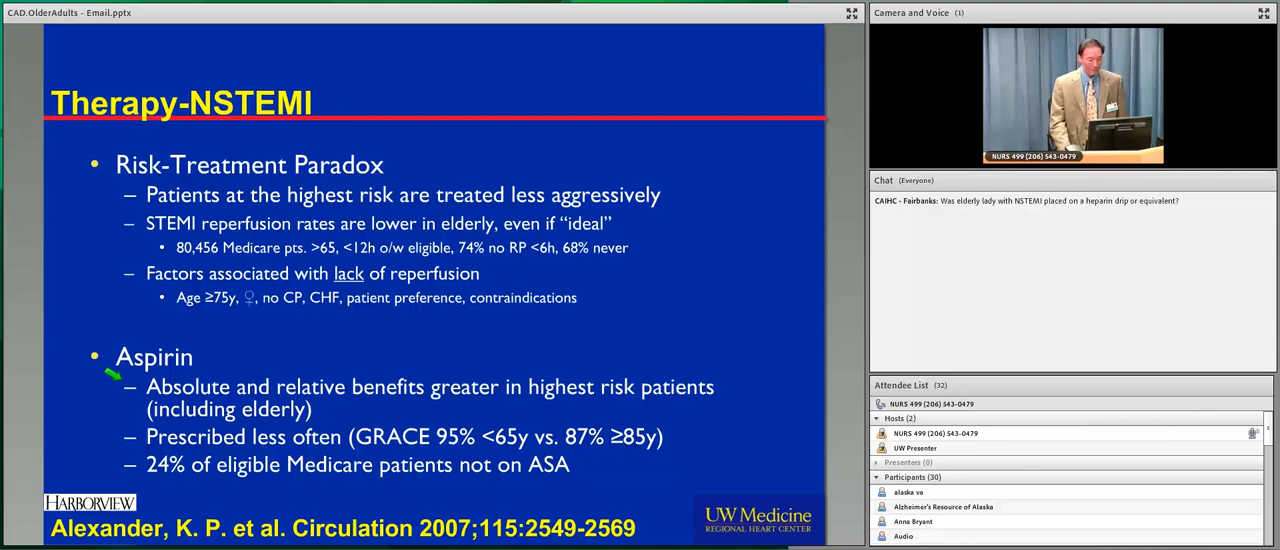 CAD.OlderAdults - Email.pptx
Therapy-NSTEMI
• Risk-Treatment Paradox
– Patients at the highest risk are treated less aggressively
– STEMI reperfusion rates are lower in elderly, even if “ideal”
• 80,456 Medicare pts. >65, <12h o/w eligible, 74% no RP <6h, 68% never
– Factors associated with lack of reperfusion
• Age ≥75y, ♀, no CP, CHF, patient preference, contraindications
• Aspirin
– Absolute and relative benefits greater in highest risk patients
(including elderly)
– Prescribed less often (GRACE 95% <65y vs. 87% ≥85y)
– 24% of eligible Medicare patients not on ASA
HARBORVIEW
Alexander, K. P. et al. Circulation 2007;115:2549-2569
UW Medicine
REGIONAL HEART CENTER
Camera and Voice (1)
NURS 499 (206) 543-0479
Chat (Everyone)
CAIHC - Fairbanks: Was elderly lady with NSTEMI placed on a heparin drip or equivalent?
Attendee List (32)
NURS 499 (206) 543-0479
Hosts (2)
NURS 499 (206) 543-0479
UW Presenter
Presenters (0)
Participants (30)
alaska va
Alzheimer's Resource of Alaska
Anna Bryant
Audio